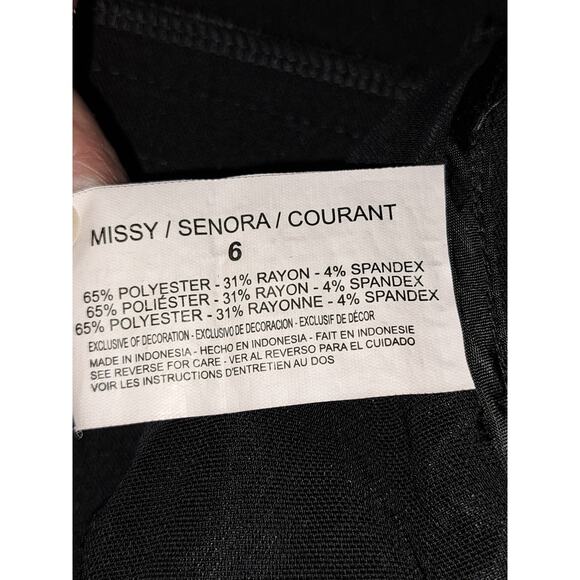 MISSY / SENORA / COURANT
6
65% POLYESTER - 31% RAYON - 4% SPANDEX
65% POLIÉSTER - 31% RAYON - 4% SPANDEX
65% POLYESTER - 31% RAYONNE - 4% SPANDEX
EXCLUSIVE OF DECORATION - EXCLUSIVO DE DECORACION - EXCLUSIF DE DÉCOR
MADE IN INDONESIA - HECHO EN INDONESIA - FAIT EN INDONESIE
SEE REVERSE FOR CARE - VER AL REVERSO PARA EL CUIDADO
VOIR LES INSTRUCTIONS D'ENTRETIEN AU DOS